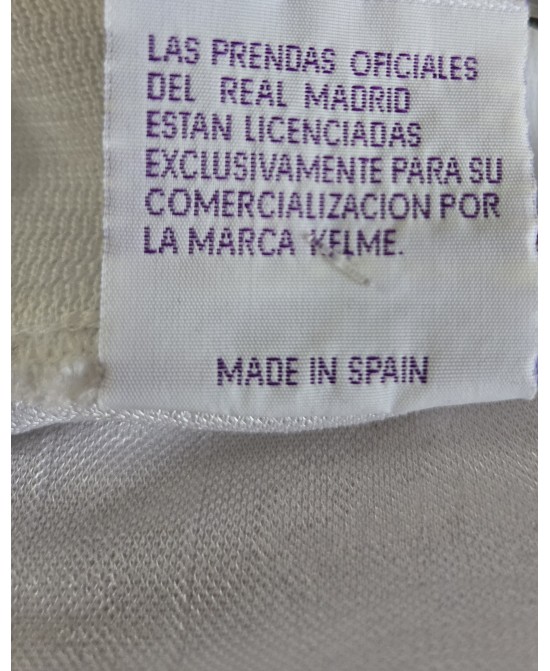 LAS PRENDAS OFICIALES
DEL REAL MADRID
ESTAN LICENCIADAS
EXCLUSIVAMENTE PARA SU
COMERCIALIZACION POR
LA MARCA KELME.
MADE IN SPAIN